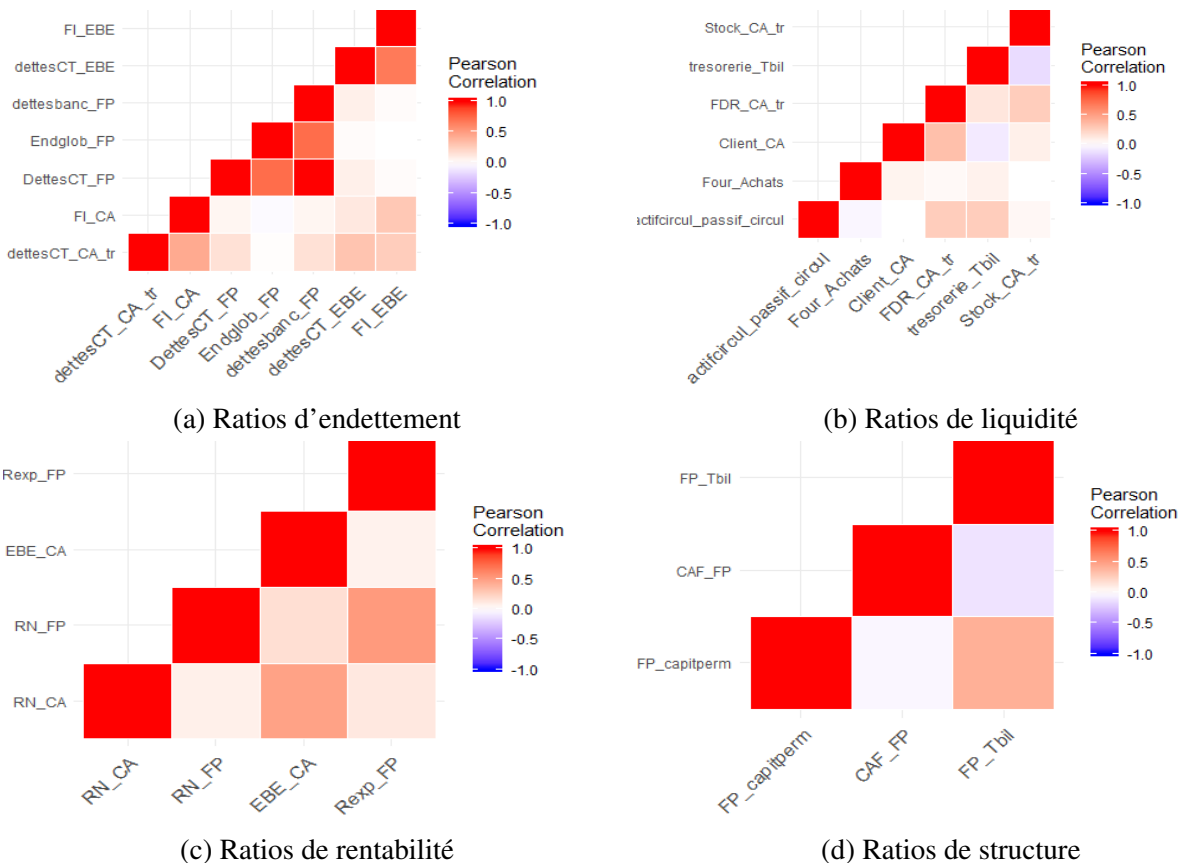 FI_EBE
dettesCT_EBE
dettesbanc_FP
Endglob_FP
DettesCT_FP
FI_CA
dettesCT_CA_tr
dettesCT_CA_tr
FI_CA
DettesCT_FP
Endglob_FP
dettesbanc_FP
dettesCT_EBE
FI_EBE
Pearson
Correlation
1.0
0.5
0.0
-0.5
-1.0
(a) Ratios d'endettement
Stock_CA_tr
tresorerie_Tbil
FDR_CA_tr
Client_CA
Four_Achats
actifcircul_passif_circul
actifcircul_passif_circul
Four_Achats
Client_CA
FDR_CA_tr
tresorerie_Tbil
Stock_CA_tr
Pearson
Correlation
1.0
0.5
0.0
-0.5
-1.0
(b) Ratios de liquidité
Rexp_FP
EBE_CA
RN_FP
RN_CA
RN_CA
RN_FP
EBE_CA
Rexp_FP
Pearson
Correlation
1.0
0.5
0.0
-0.5
-1.0
(c) Ratios de rentabilité
FP_Tbil
CAF_FP
FP_capitperm
FP_capitperm
CAF_FP
FP_Tbil
Pearson
Correlation
1.0
0.5
0.0
-0.5
-1.0
(d) Ratios de structure